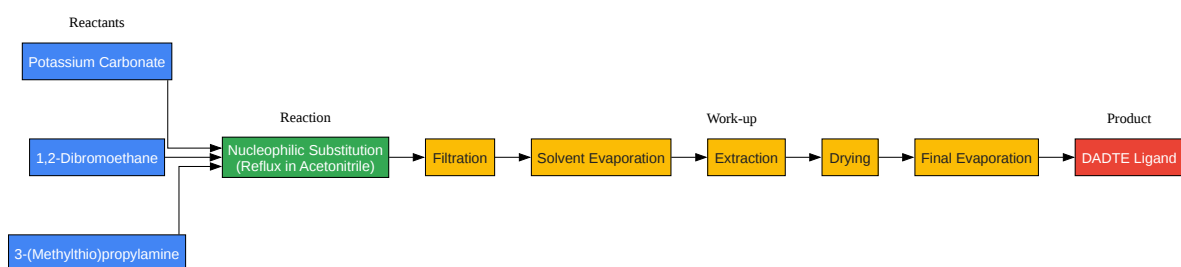 Reactants
Potassium Carbonate
1,2-Dibromoethane
3-(Methylthio)propylamine
Reaction
Nucleophilic Substitution
(Reflux in Acetonitrile)
Work-up
Filtration
Solvent Evaporation
Extraction
Drying
Final Evaporation
Product
DADTE Ligand